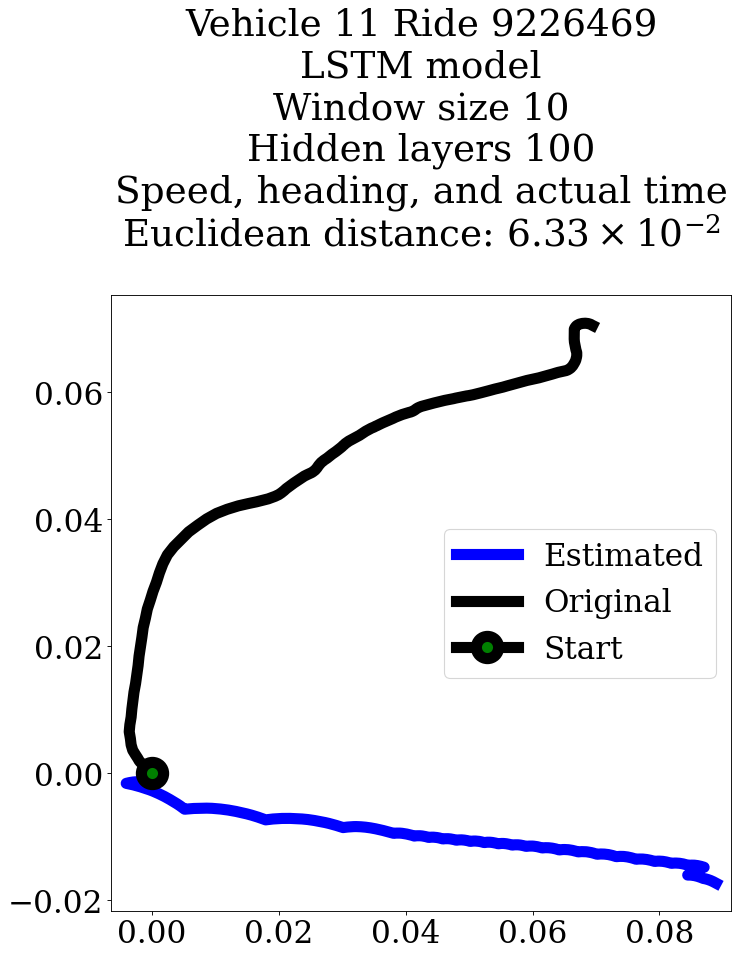 Vehicle 11 Ride 9226469
LSTM model
Window size 10
Hidden layers 100
Speed, heading, and actual time
Euclidean distance: 6.33 × 10⁻²
0.06
0.04
0.02
0.00
−0.02
Estimated
Original
Start
0.00 0.02 0.04 0.06 0.08